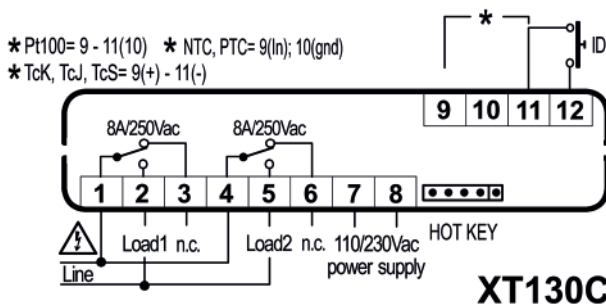 *
* Pt100= 9 - 11(10) * NTC, PTC= 9(In); 10(gnd)
ID
* TcK, TcJ, TcS= 9(+) - 11(-)
9 10 11 12
8A/250Vac 8A/250Vac
1 2 3 4 5 6 7 8
HOT KEY
Load1 n.c. Load2 n.c. 110/230Vac
power supply
Line
XT130C